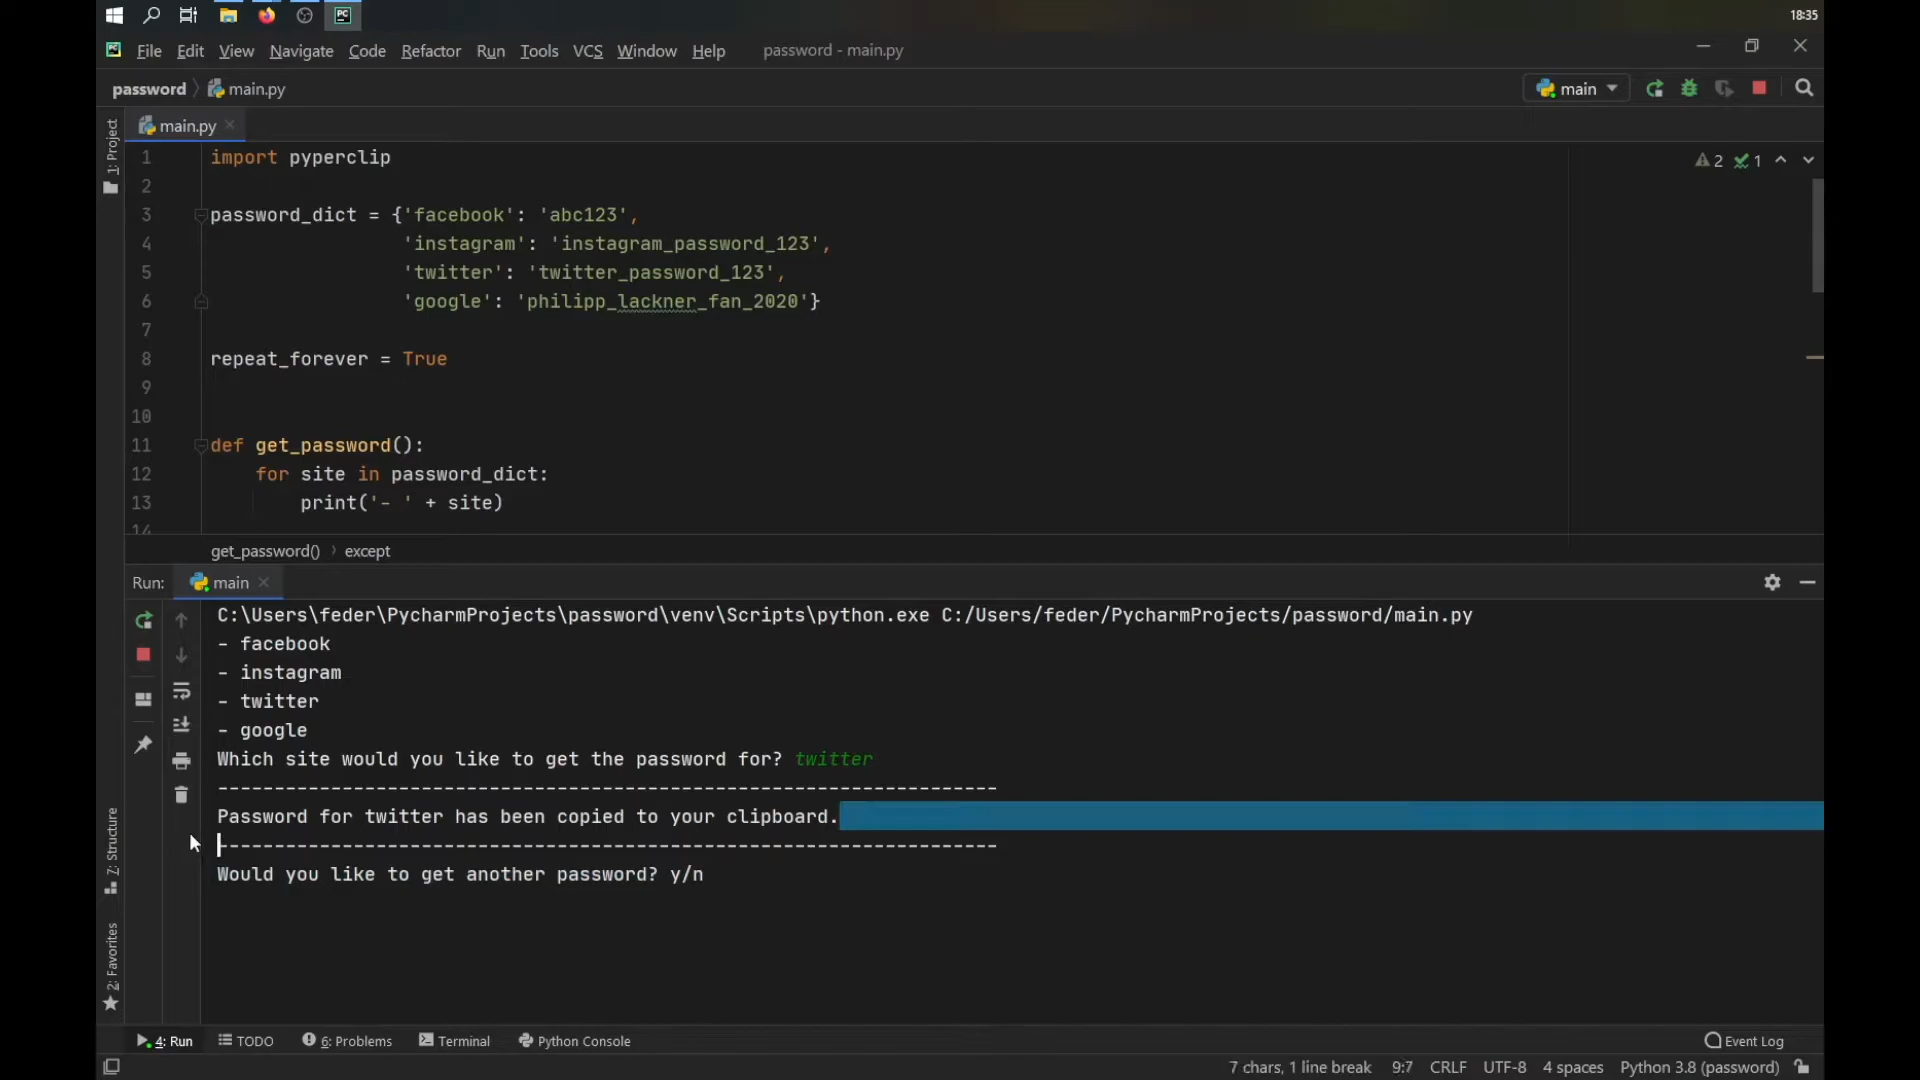 18:35
File Edit View Navigate Code Refactor Run Tools VCS Window Help password - main.py
password main.py main
1: Project
main.py
2 1
1 import pyperclip
2
3 password_dict = {'facebook': 'abc123',
4 'instagram': 'instagram_password_123',
5 'twitter': 'twitter_password_123',
6 'google': 'philipp_lackner_fan_2020'}
7
8 repeat_forever = True
9
10
11 def get_password():
12 for site in password_dict:
13 print('- ' + site)
14
get_password() › except
Run: main
C:\Users\feder\PycharmProjects\password\venv\Scripts\python.exe C:/Users/feder/PycharmProjects/password/main.py
- facebook
- instagram
- twitter
- google
Which site would you like to get the password for? twitter
---------------------------------------------------------------------
Password for twitter has been copied to your clipboard.
---------------------------------------------------------------------
Would you like to get another password? y/n
7: Structure
2: Favorites
4: Run TODO 6: Problems Terminal Python Console Event Log
7 chars, 1 line break 9:7 CRLF UTF-8 4 spaces Python 3.8 (password)